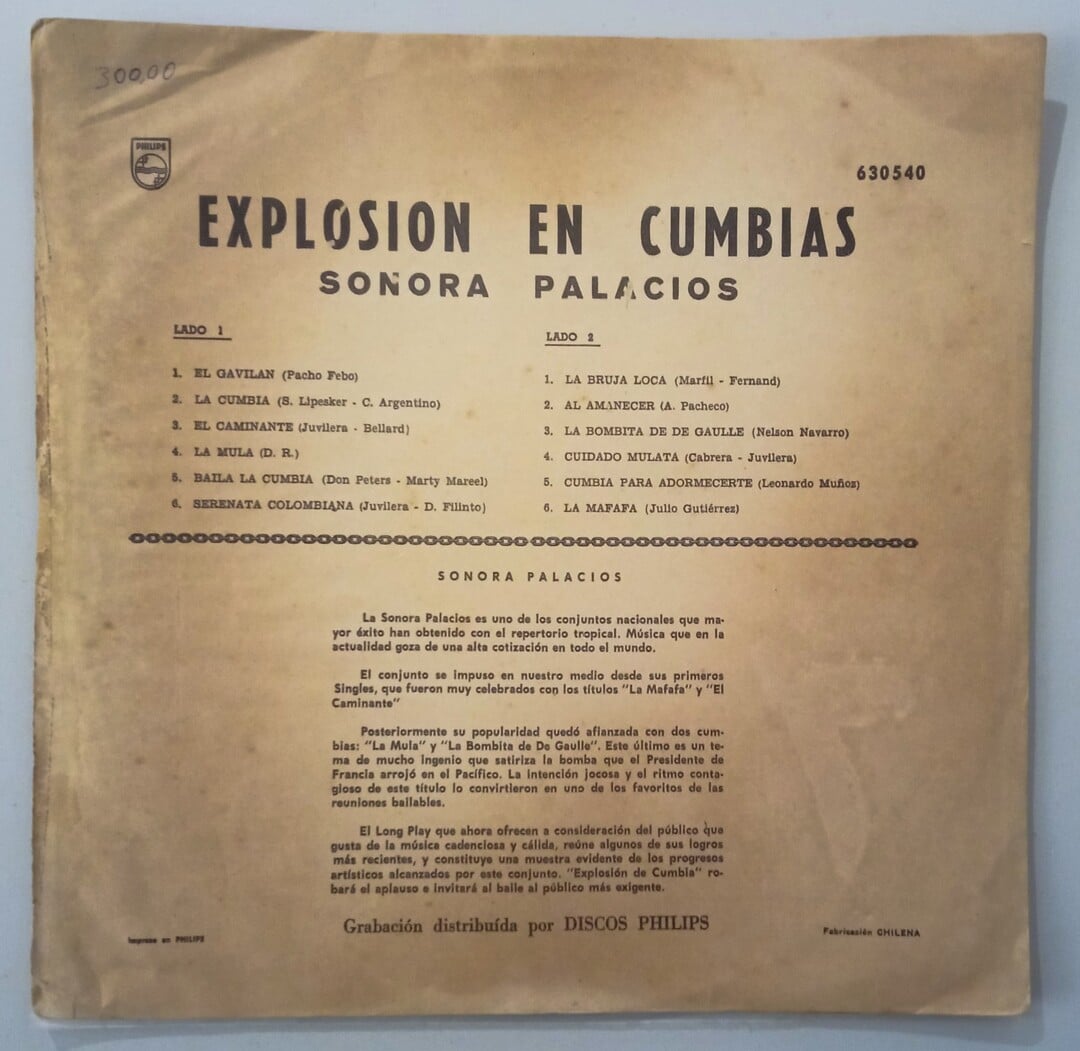 300,00
PHILIPS
630540
EXPLOSION EN CUMBIAS
SONORA PALACIOS
LADO 1
1. EL GAVILAN (Pacho Febo)
2. LA CUMBIA (S. Lipesker - C. Argentino)
3. EL CAMINANTE (Juvilera - Bellard)
4. LA MULA (D. R.)
5. BAILA LA CUMBIA (Don Peters - Marty Mareel)
6. SERENATA COLOMBIANA (Juvilera - D. Filinto)
LADO 2
1. LA BRUJA LOCA (Marfil - Fernand)
2. AL AMANECER (A. Pacheco)
3. LA BOMBITA DE DE GAULLE (Nelson Navarro)
4. CUIDADO MULATA (Cabrera - Juvilera)
5. CUMBIA PARA ADORMECERTE (Leonardo Muños)
6. LA MAFAFA (Julio Gutiérrez)
SONORA PALACIOS
La Sonora Palacios es uno de los conjuntos nacionales que ma-
yor éxito han obtenido con el repertorio tropical. Música que en la
actualidad goza de una alta cotización en todo el mundo.
El conjunto se impuso en nuestro medio desde sus primeros
Singles, que fueron muy celebrados con los títulos "La Mafafa" y "El
Caminante"
Posteriormente su popularidad quedó afianzada con dos cum-
bias: "La Mula" y "La Bombita de De Gaulle". Este último es un te-
ma de mucho ingenio que satiriza la bomba que el Presidente de
Francia arrojó en el Pacífico. La intención jocosa y el ritmo conta-
gioso de este título lo convirtieron en uno de los favoritos de las
reuniones bailables.
El Long Play que ahora ofrecen a consideración del público que
gusta de la música cadenciosa y cálida, reúne algunos de sus logros
más recientes, y constituye una muestra evidente de los progresos
artísticos alcanzados por este conjunto. "Explosión de Cumbia" ro-
bará el aplauso e invitará al baile al público más exigente.
Grabación distribuída por DISCOS PHILIPS
Impreso en PHILIPS
Fabricación CHILENA